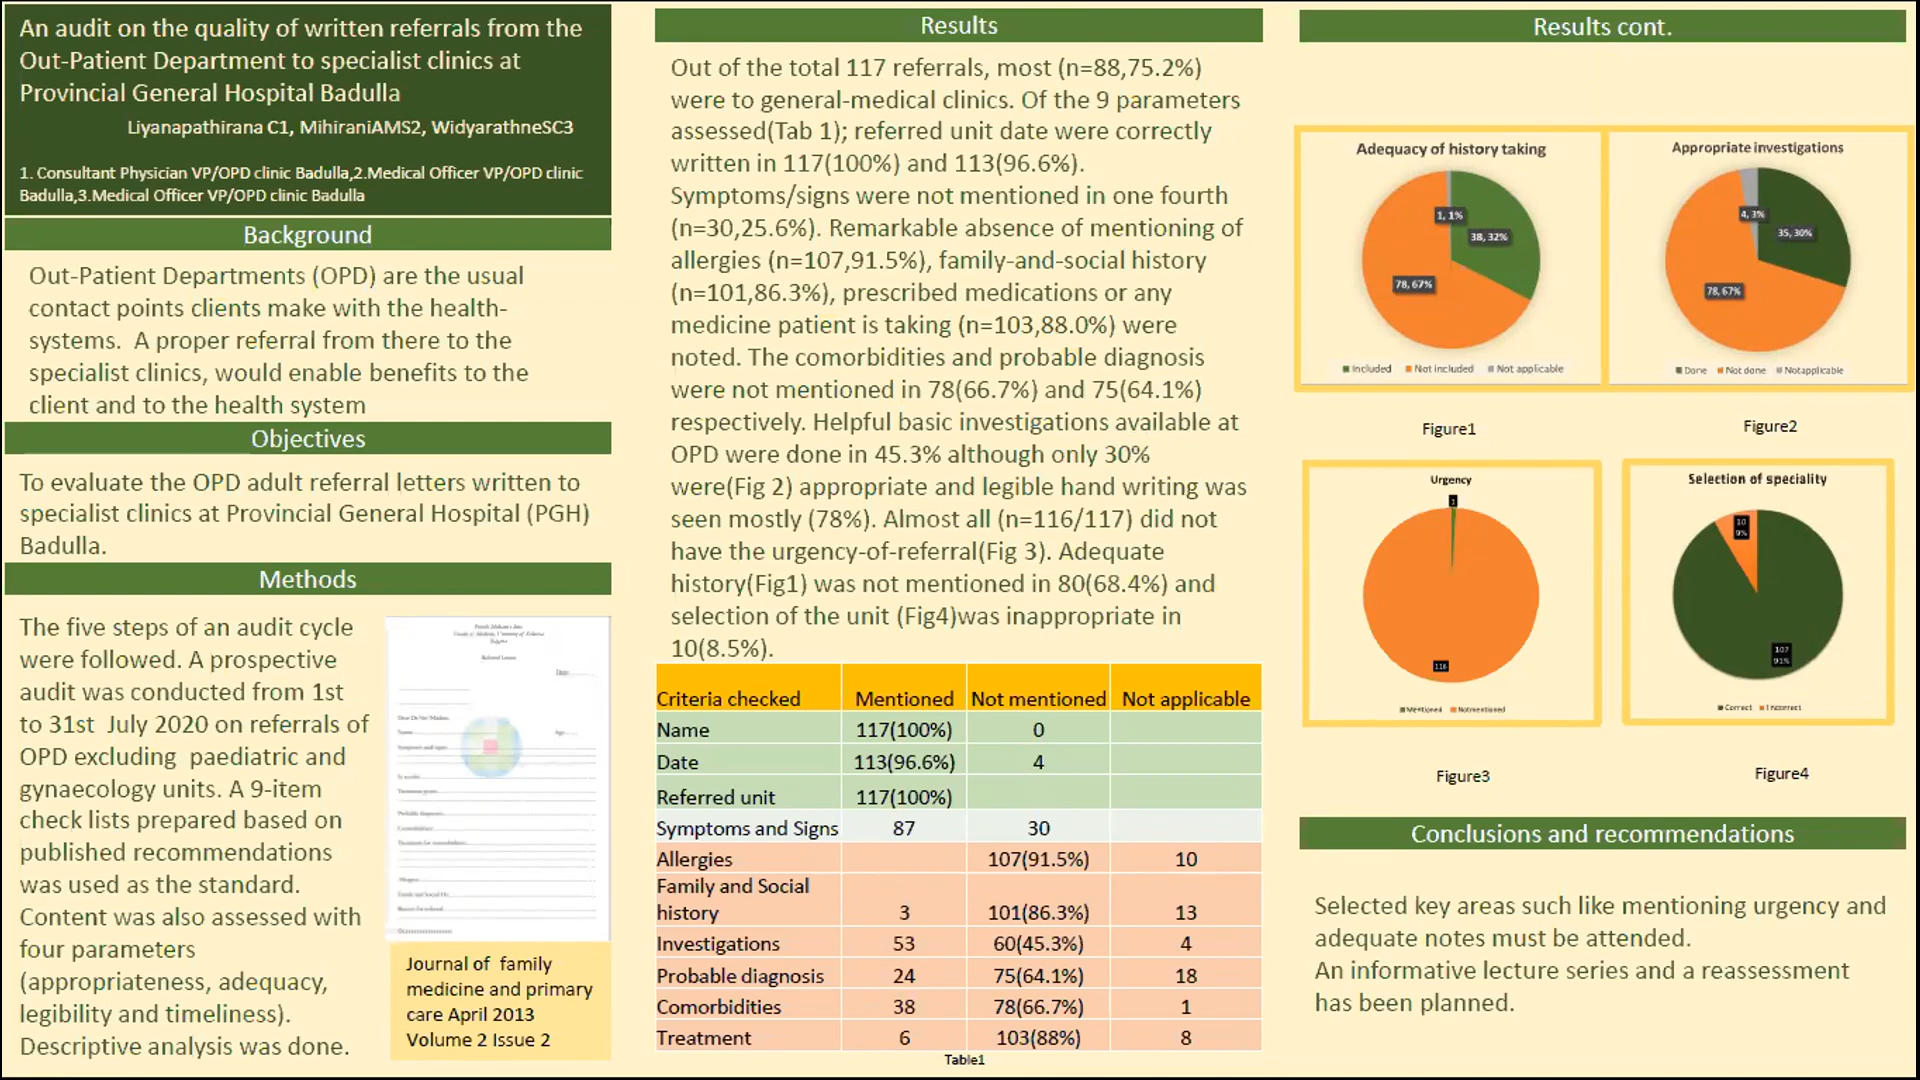 An audit on the quality of written referrals from the
Out-Patient Department to specialist clinics at
Provincial General Hospital Badulla
Liyanapathirana C1, MihiraniAMS2, WidyarathneSC3
1. Consultant Physician VP/OPD clinic Badulla,2.Medical Officer VP/OPD clinic
Badulla,3.Medical Officer VP/OPD clinic Badulla
Background
Out-Patient Departments (OPD) are the usual
contact points clients make with the health-
systems.  A proper referral from there to the
specialist clinics, would enable benefits to the
client and to the health system
Objectives
To evaluate the OPD adult referral letters written to
specialist clinics at Provincial General Hospital (PGH)
Badulla.
Methods
The five steps of an audit cycle
were followed. A prospective
audit was conducted from 1st
to 31st  July 2020 on referrals of
OPD excluding  paediatric and
gynaecology units. A 9-item
check lists prepared based on
published recommendations
was used as the standard.
Content was also assessed with
four parameters
(appropriateness, adequacy,
legibility and timeliness).
Descriptive analysis was done.
Referral Letter
Date
Name
Age
Journal of  family
medicine and primary
care April 2013
Volume 2 Issue 2
Results
Out of the total 117 referrals, most (n=88,75.2%)
were to general-medical clinics. Of the 9 parameters
assessed(Tab 1); referred unit date were correctly
written in 117(100%) and 113(96.6%).
Symptoms/signs were not mentioned in one fourth
(n=30,25.6%). Remarkable absence of mentioning of
allergies (n=107,91.5%), family-and-social history
(n=101,86.3%), prescribed medications or any
medicine patient is taking (n=103,88.0%) were
noted. The comorbidities and probable diagnosis
were not mentioned in 78(66.7%) and 75(64.1%)
respectively. Helpful basic investigations available at
OPD were done in 45.3% although only 30%
were(Fig 2) appropriate and legible hand writing was
seen mostly (78%). Almost all (n=116/117) did not
have the urgency-of-referral(Fig 3). Adequate
history(Fig1) was not mentioned in 80(68.4%) and
selection of the unit (Fig4)was inappropriate in
10(8.5%).
Criteria checked Mentioned Not mentioned Not applicable
Name 117(100%) 0
Date 113(96.6%) 4
Referred unit 117(100%)
Symptoms and Signs 87 30
Allergies 107(91.5%) 10
Family and Social
history 3 101(86.3%) 13
Investigations 53 60(45.3%) 4
Probable diagnosis 24 75(64.1%) 18
Comorbidities 38 78(66.7%) 1
Treatment 6 103(88%) 8
Table1
Results cont.
Adequacy of history taking
1, 1%
38, 32%
78, 67%
Included Not included Not applicable
Figure1
Appropriate investigations
4, 3%
35, 30%
78, 67%
Done Not done Notapplicable
Figure2
Urgency
1
116
Mentioned Notmentioned
Figure3
Selection of speciality
10
9%
107
91%
Correct Incorrect
Figure4
Conclusions and recommendations
Selected key areas such like mentioning urgency and
adequate notes must be attended.
An informative lecture series and a reassessment
has been planned.